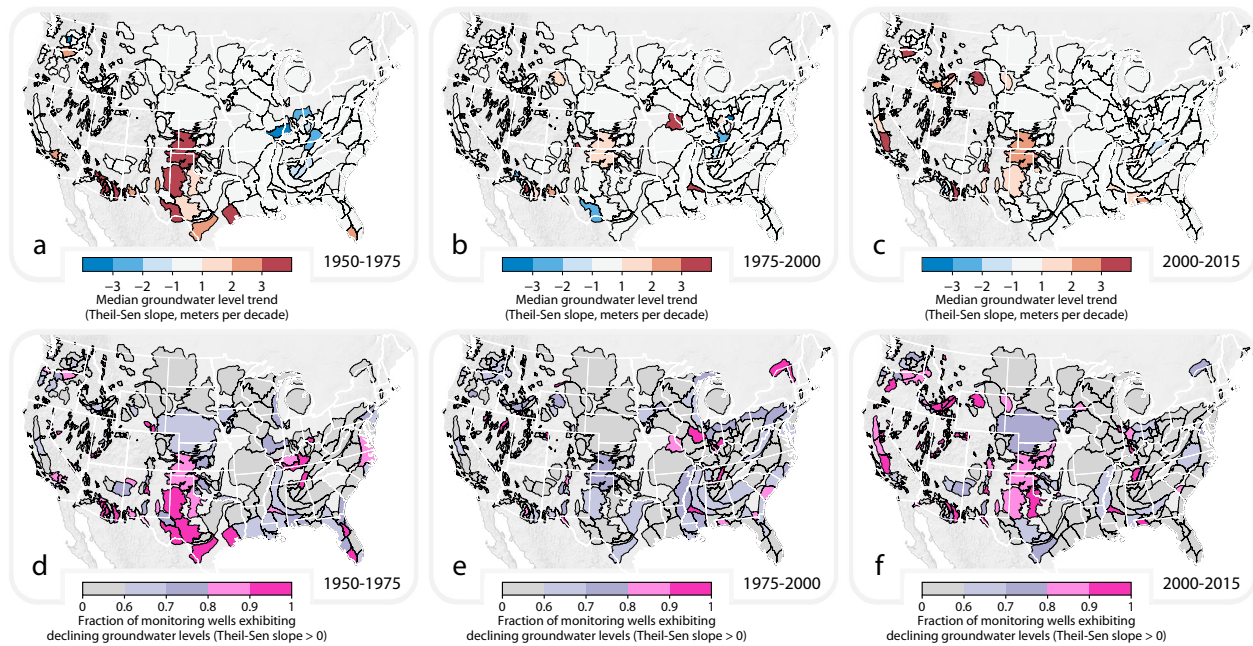 a
1950-1975
−3 −2 −1 1 2 3
Median groundwater level trend
(Theil-Sen slope, meters per decade)
b
1975-2000
−3 −2 −1 1 2 3
Median groundwater level trend
(Theil-Sen slope, meters per decade)
c
2000-2015
−3 −2 −1 1 2 3
Median groundwater level trend
(Theil-Sen slope, meters per decade)
d
1950-1975
0 0.6 0.7 0.8 0.9 1
Fraction of monitoring wells exhibiting
declining groundwater levels (Theil-Sen slope > 0)
e
1975-2000
0 0.6 0.7 0.8 0.9 1
Fraction of monitoring wells exhibiting
declining groundwater levels (Theil-Sen slope > 0)
f
2000-2015
0 0.6 0.7 0.8 0.9 1
Fraction of monitoring wells exhibiting
declining groundwater levels (Theil-Sen slope > 0)